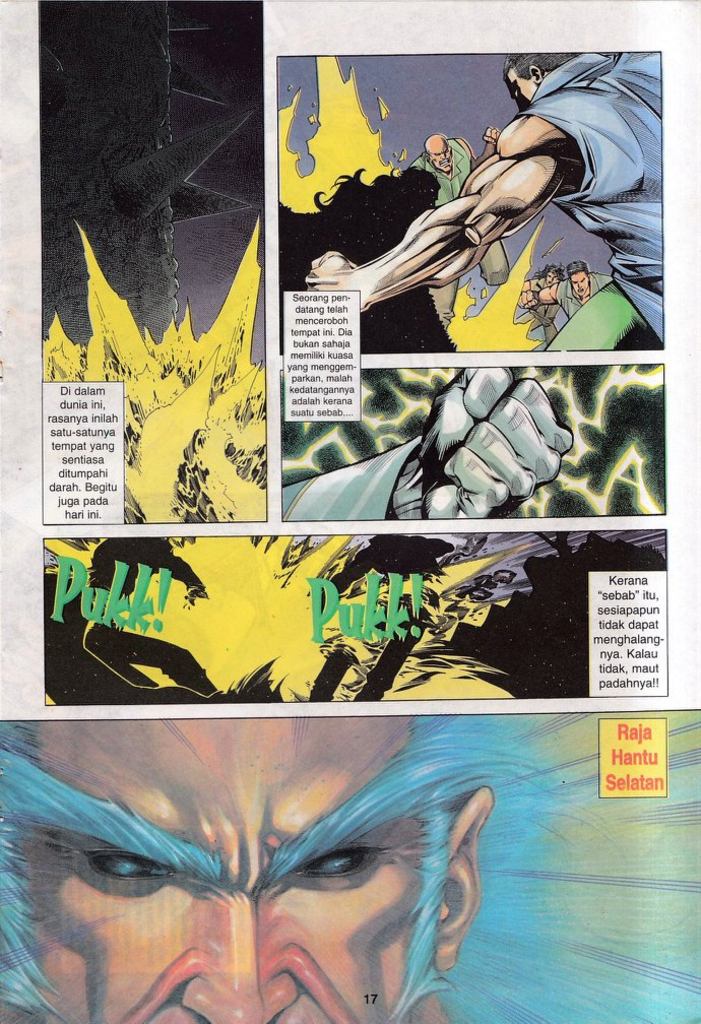 Di dalam
dunia ini,
rasanya inilah
satu-satunya
tempat yang
sentiasa
ditumpahi
darah. Begitu
juga pada
hari ini.
Seorang pen-
datang telah
menceroboh
tempat ini. Dia
bukan sahaja
memiliki kuasa
yang menggem-
parkan, malah
kedatangannya
adalah kerana
suatu sebab....
Pukk!
Pukk!
Kerana
“sebab” itu,
sesiapapun
tidak dapat
menghalang-
nya. Kalau
tidak, maut
padahnya!!
Raja
Hantu
Selatan
17